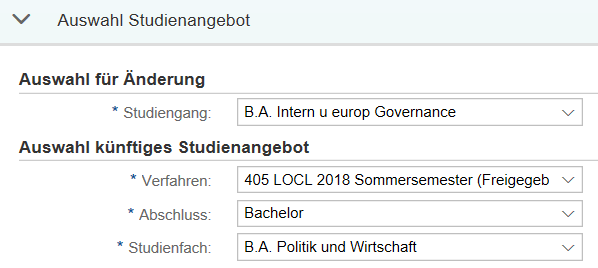 Auswahl Studienangebot
Auswahl für Änderung
* Studiengang: B.A. Intern u europ Governance
Auswahl künftiges Studienangebot
* Verfahren: 405 LOCL 2018 Sommersemester (Freigegeb
* Abschluss: Bachelor
* Studienfach: B.A. Politik und Wirtschaft